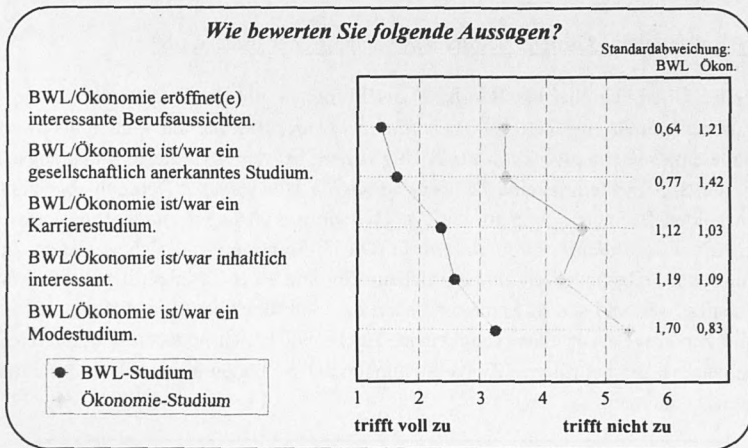 Wie bewerten Sie folgende Aussagen?
Standardabweichung:
BWL Ökon.
BWL/Ökonomie eröffnet(e)
interessante Berufsaussichten.
0,64 1,21
BWL/Ökonomie ist/war ein
gesellschaftlich anerkanntes Studium.
0,77 1,42
BWL/Ökonomie ist/war ein
Karrierestudium.
1,12 1,03
BWL/Ökonomie ist/war inhaltlich
interessant.
1,19 1,09
BWL/Ökonomie ist/war ein
Modestudium.
1,70 0,83
BWL-Studium
Ökonomie-Studium
1 2 3 4 5 6
trifft voll zu trifft nicht zu